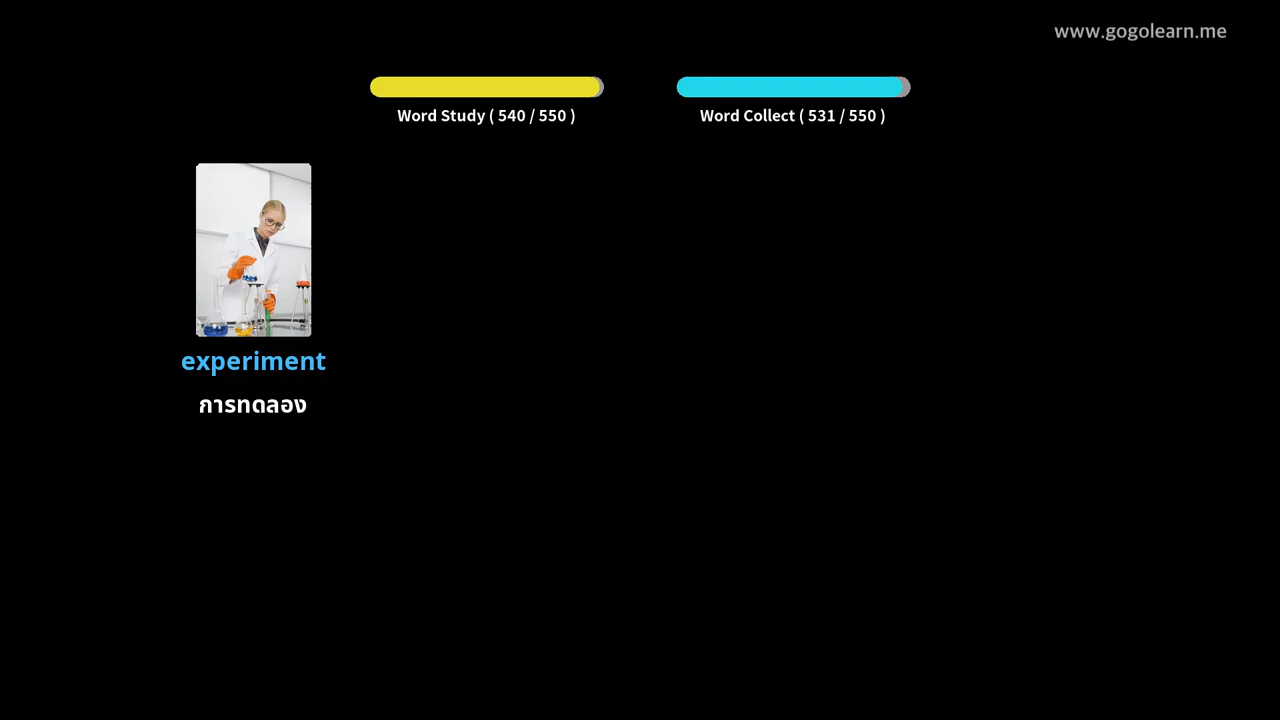 www.gogolearn.me
Word Study ( 540 / 550 )
Word Collect ( 531 / 550 )
experiment
การทดลอง